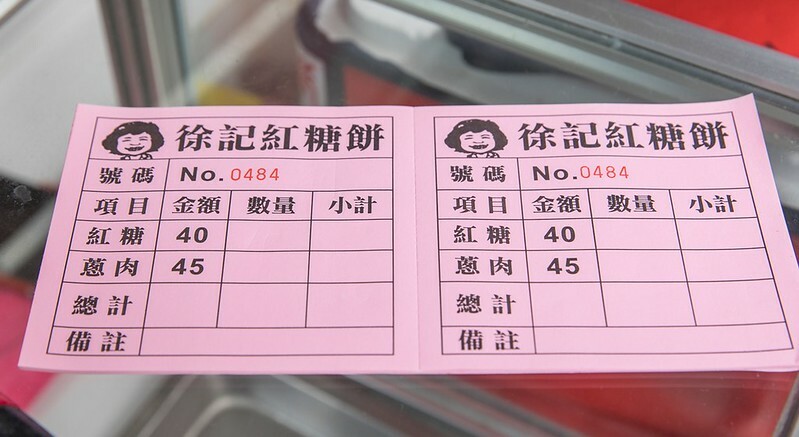 徐記紅糖餅
號碼 No. 0484
項目 金額 數量 小計
紅糖 40
蔥肉 45
總計
備註
徐記紅糖餅
號碼 No. 0484
項目 金額 數量 小計
紅糖 40
蔥肉 45
總計
備註